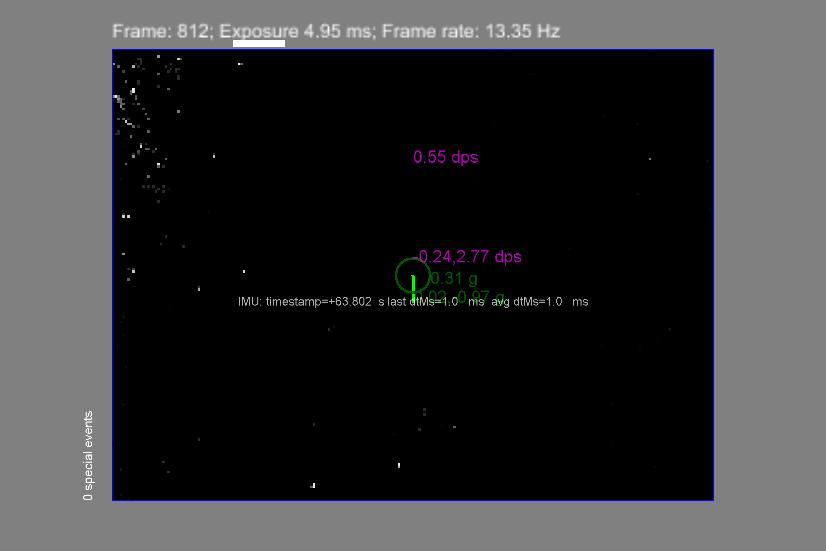 Frame: 812; Exposure 4.95 ms; Frame rate: 13.35 Hz
0.55 dps
-0.24,2.77 dps
0.31 g
0.97 g
IMU: timestamp=+63.802 s last dtMs=1.0 ms avg dtMs=1.0 ms
0 special events